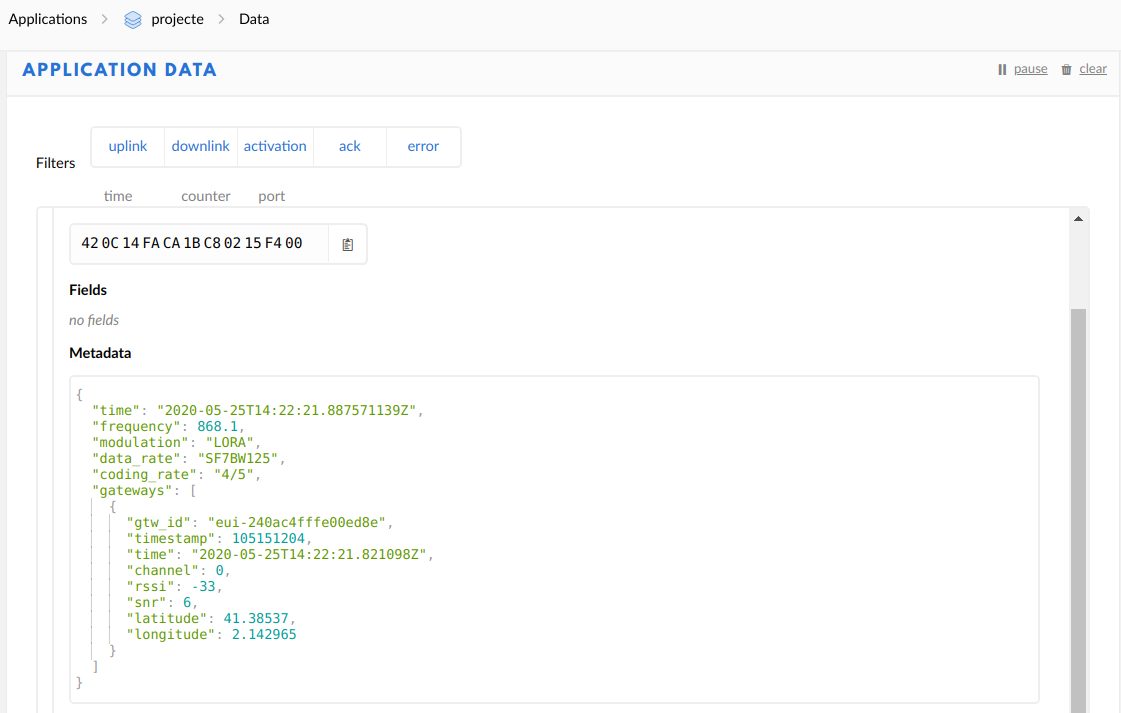 Applications > projecte > Data
APPLICATION DATA
pause clear
Filters uplink downlink activation ack error
time counter port
42 0C 14 FA CA 1B C8 02 15 F4 00
Fields
no fields
Metadata
{
"time": "2020-05-25T14:22:21.887571139Z",
"frequency": 868.1,
"modulation": "LORA",
"data_rate": "SF7BW125",
"coding_rate": "4/5",
"gateways": [
{
"gtw_id": "eui-240ac4fffe00ed8e",
"timestamp": 105151204,
"time": "2020-05-25T14:22:21.821098Z",
"channel": 0,
"rssi": -33,
"snr": 6,
"latitude": 41.38537,
"longitude": 2.142965
}
]
}